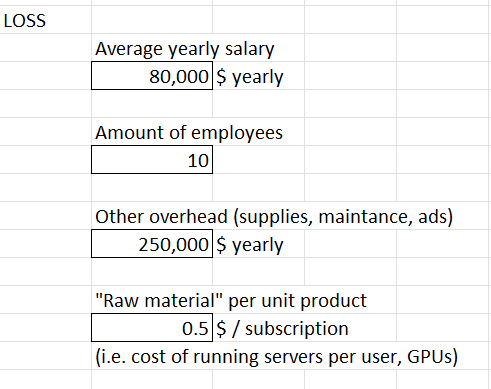 LOSS
Average yearly salary
80,000 $ yearly
Amount of employees
10
Other overhead (supplies, maintance, ads)
250,000 $ yearly
"Raw material" per unit product
0.5 $ / subscription
(i.e. cost of running servers per user, GPUs)